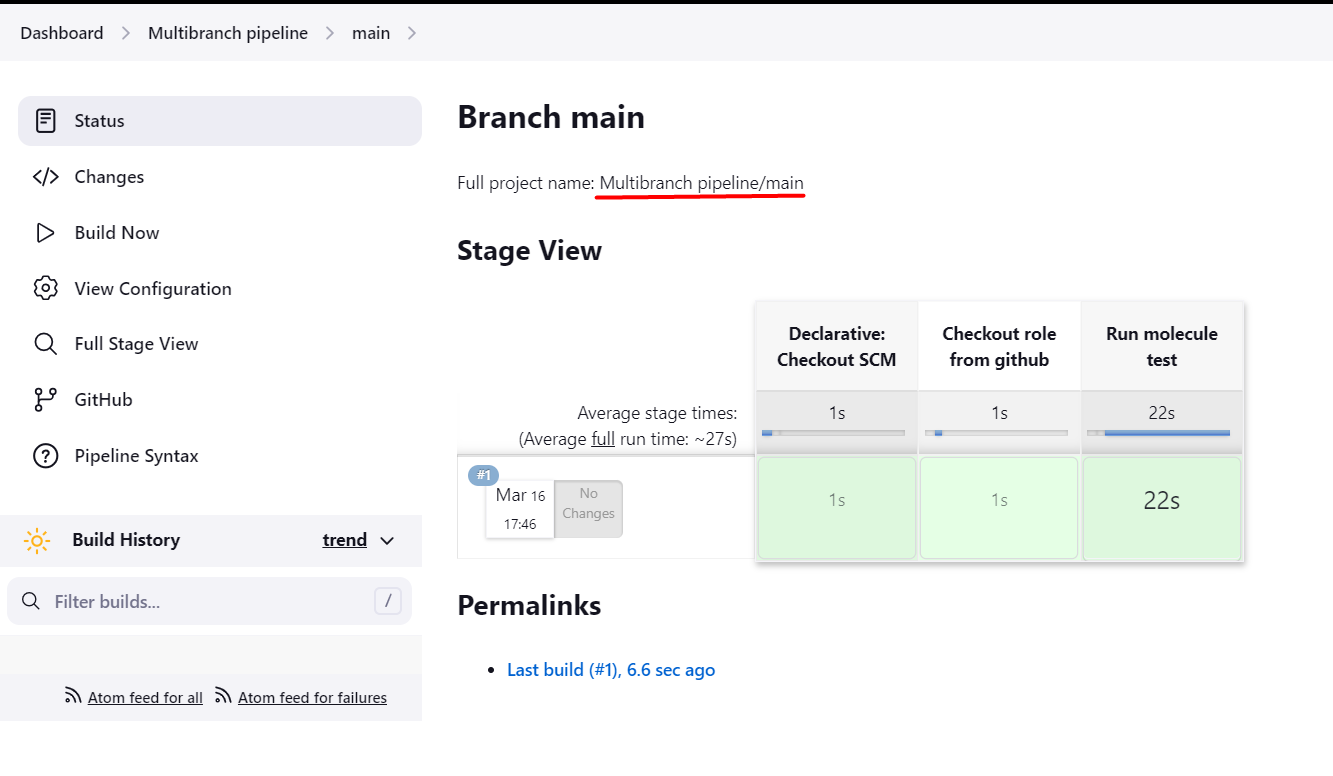 Dashboard > Multibranch pipeline > main >
Status
Changes
Build Now
View Configuration
Full Stage View
GitHub
Pipeline Syntax
Build History
trend
Filter builds...
/
Atom feed for all
Atom feed for failures
Branch main
Full project name: Multibranch pipeline/main
Stage View
Declarative:
Checkout SCM
Checkout role
from github
Run molecule
test
Average stage times:
(Average full run time: ~27s)
1s
1s
22s
#1
Mar 16
17:46
No
Changes
1s
1s
22s
Permalinks
Last build (#1), 6.6 sec ago